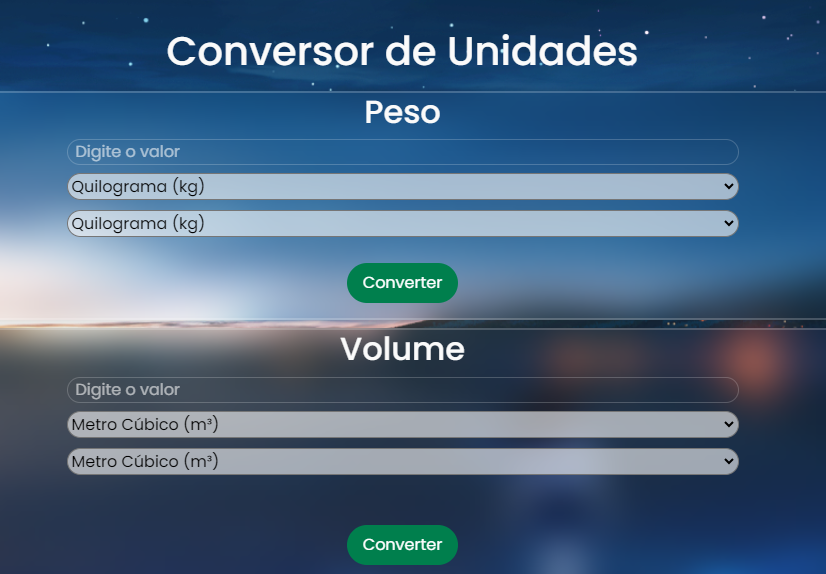 Conversor de Unidades
Peso
Digite o valor
Quilograma (kg)
Quilograma (kg)
Converter
Volume
Digite o valor
Metro Cúbico (m³)
Metro Cúbico (m³)
Converter